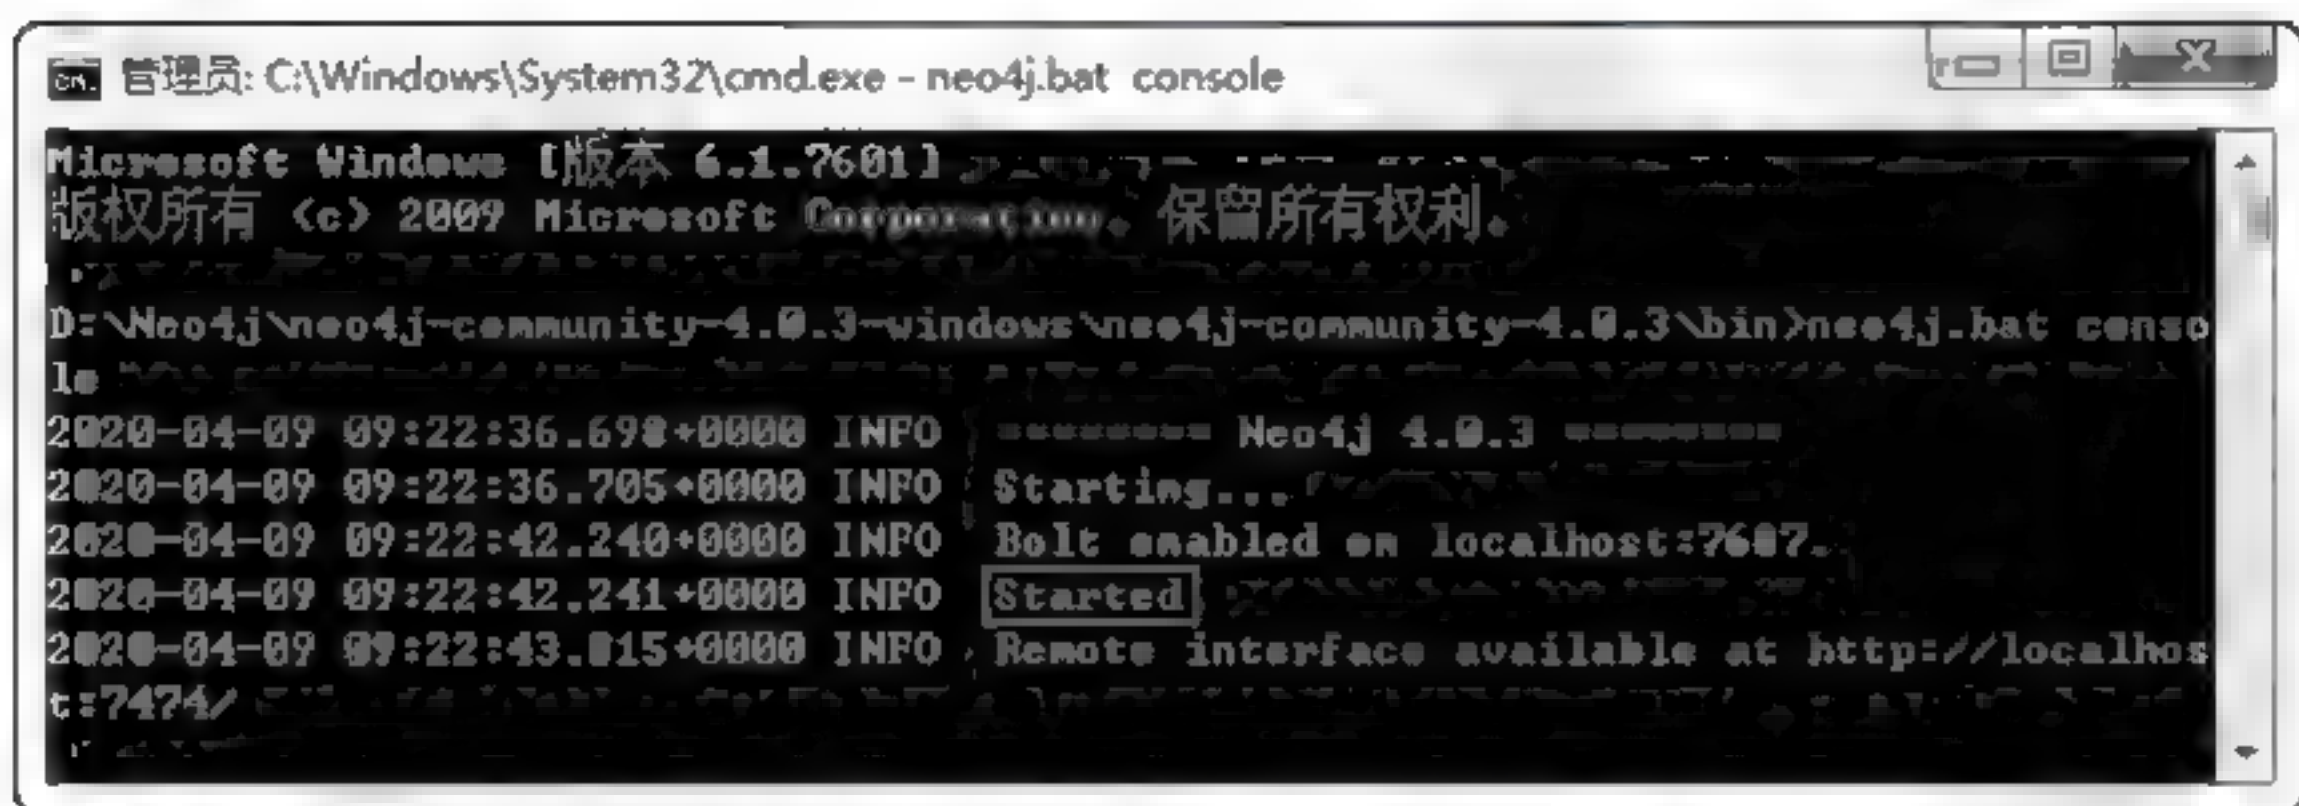 管理员: C:\Windows\System32\cmd.exe - neo4j.bat  console
Microsoft Windows [版本 6.1.7601]
版权所有 (c) 2009 Microsoft Corporation。保留所有权利。
D:\Neo4j\neo4j-community-4.0.3-windows\neo4j-community-4.0.3\bin>neo4j.bat conso
le
2020-04-09 09:22:36.698+0000 INFO  ======== Neo4j 4.0.3 ========
2020-04-09 09:22:36.705+0000 INFO  Starting...
2020-04-09 09:22:42.240+0000 INFO  Bolt enabled on localhost:7687.
2020-04-09 09:22:42.241+0000 INFO  Started
2020-04-09 09:22:43.015+0000 INFO  Remote interface available at http://localhos
t:7474/